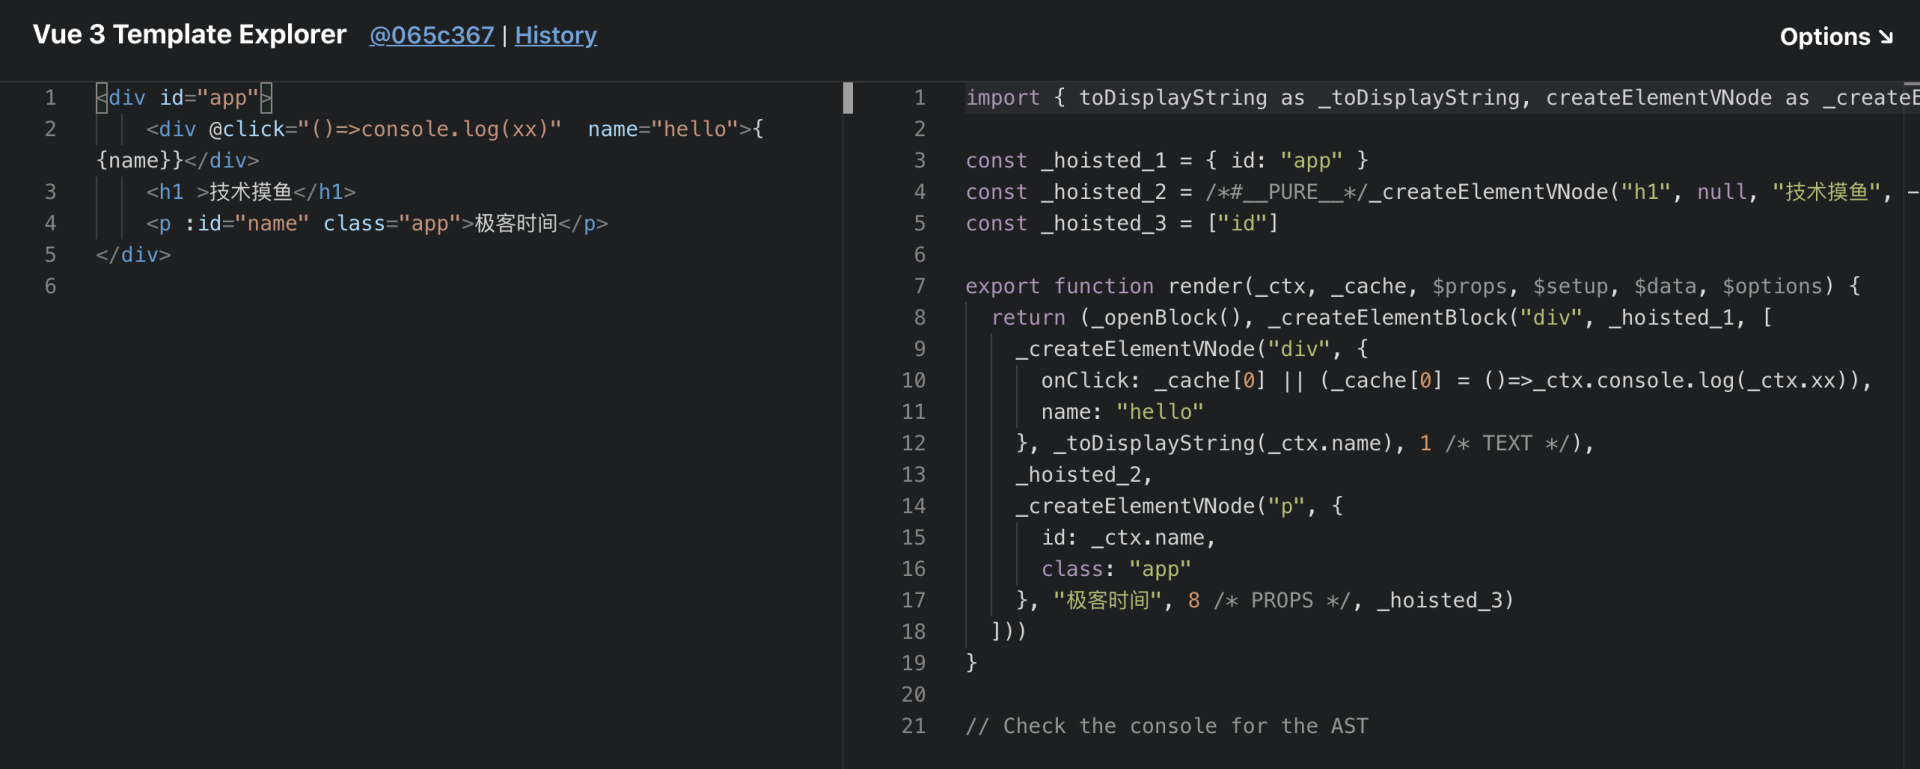 Vue 3 Template Explorer @065c367 | History
Options ↘
1 <div id="app">
2 <div @click="()=>console.log(xx)"  name="hello">{
{name}}</div>
3 <h1 >技术摸鱼</h1>
4 <p :id="name" class="app">极客时间</p>
5 </div>
6
1 import { toDisplayString as _toDisplayString, createElementVNode as _createE
2
3 const _hoisted_1 = { id: "app" }
4 const _hoisted_2 = /*#__PURE__*/_createElementVNode("h1", null, "技术摸鱼", -
5 const _hoisted_3 = ["id"]
6
7 export function render(_ctx, _cache, $props, $setup, $data, $options) {
8 return (_openBlock(), _createElementBlock("div", _hoisted_1, [
9 _createElementVNode("div", {
10 onClick: _cache[0] || (_cache[0] = ()=>_ctx.console.log(_ctx.xx)),
11 name: "hello"
12 }, _toDisplayString(_ctx.name), 1 /* TEXT */),
13 _hoisted_2,
14 _createElementVNode("p", {
15 id: _ctx.name,
16 class: "app"
17 }, "极客时间", 8 /* PROPS */, _hoisted_3)
18 ]))
19 }
20
21 // Check the console for the AST